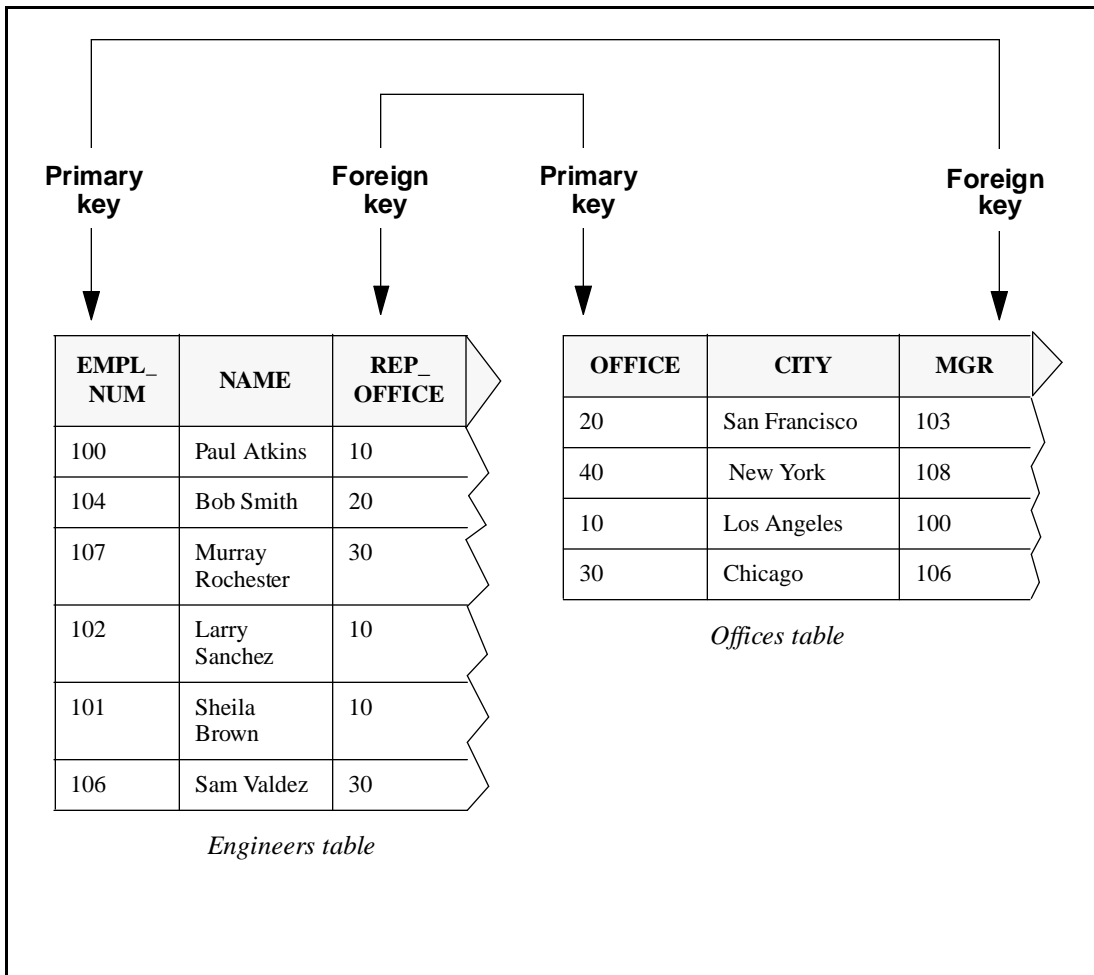 Primary key
Foreign key
Primary key
Foreign key
EMPL_ NUM
NAME
REP_ OFFICE
100 Paul Atkins 10
104 Bob Smith 20
107 Murray Rochester 30
102 Larry Sanchez 10
101 Sheila Brown 10
106 Sam Valdez 30
Engineers table
OFFICE CITY MGR
20 San Francisco 103
40 New York 108
10 Los Angeles 100
30 Chicago 106
Offices table